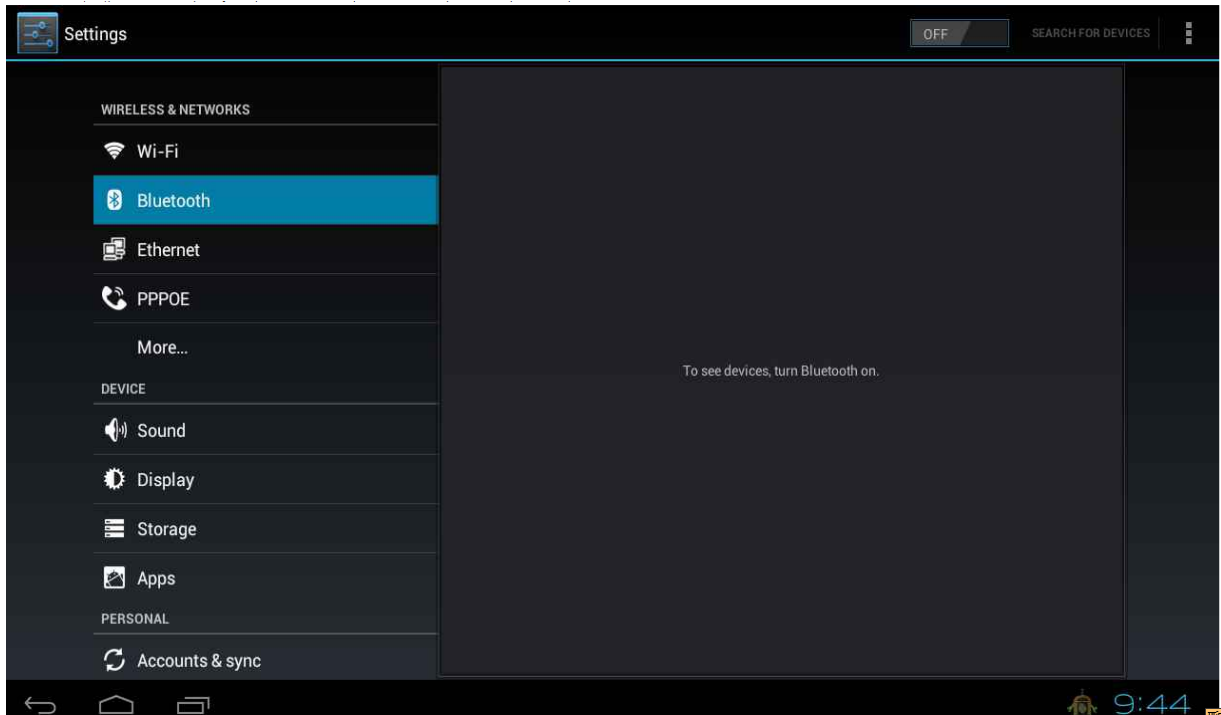 Settings
OFF
SEARCH FOR DEVICES
WIRELESS & NETWORKS
Wi-Fi
Bluetooth
Ethernet
PPPOE
More...
To see devices, turn Bluetooth on.
DEVICE
Sound
Display
Storage
Apps
PERSONAL
Accounts & sync
9:44